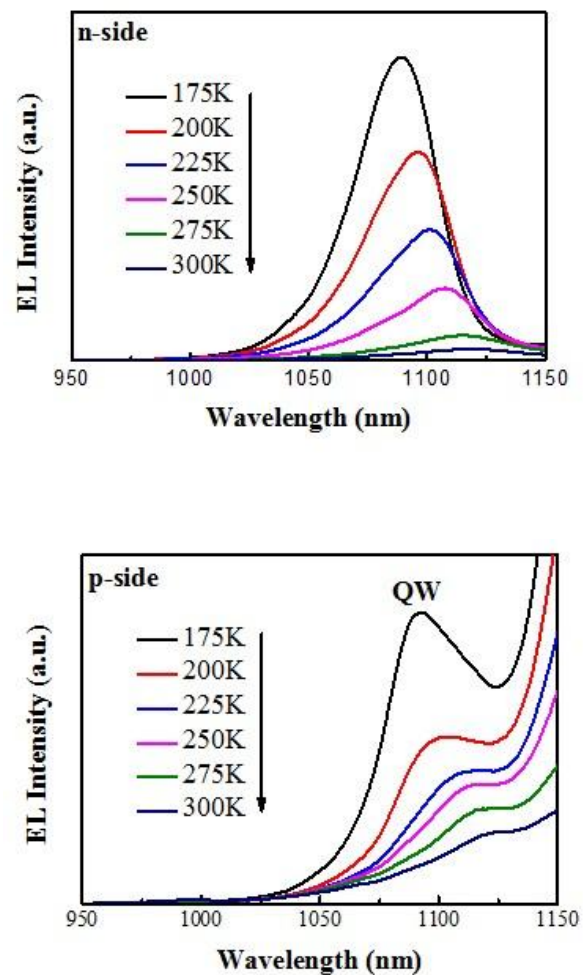 n-side
175K
200K
225K
250K
275K
300K
EL Intensity (a.u.)
950 1000 1050 1100 1150
Wavelength (nm)
p-side
QW
175K
200K
225K
250K
275K
300K
EL Intensity (a.u.)
950 1000 1050 1100 1150
Wavelength (nm)